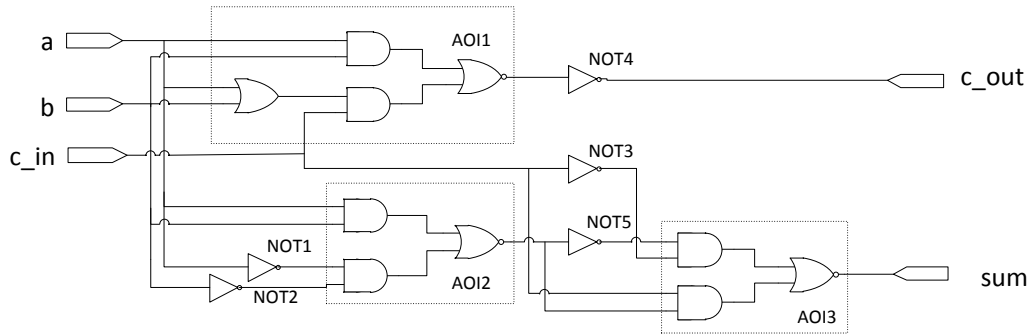 a
AOI1
NOT4
c_out
b
c_in
NOT3
NOT1
NOT5
NOT2
AOI2
sum
AOI3